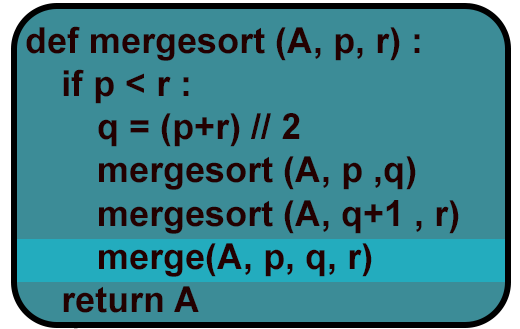 def mergesort (A, p, r) :
if p < r :
q = (p+r) // 2
mergesort (A, p ,q)
mergesort (A, q+1 , r)
merge(A, p, q, r)
return A